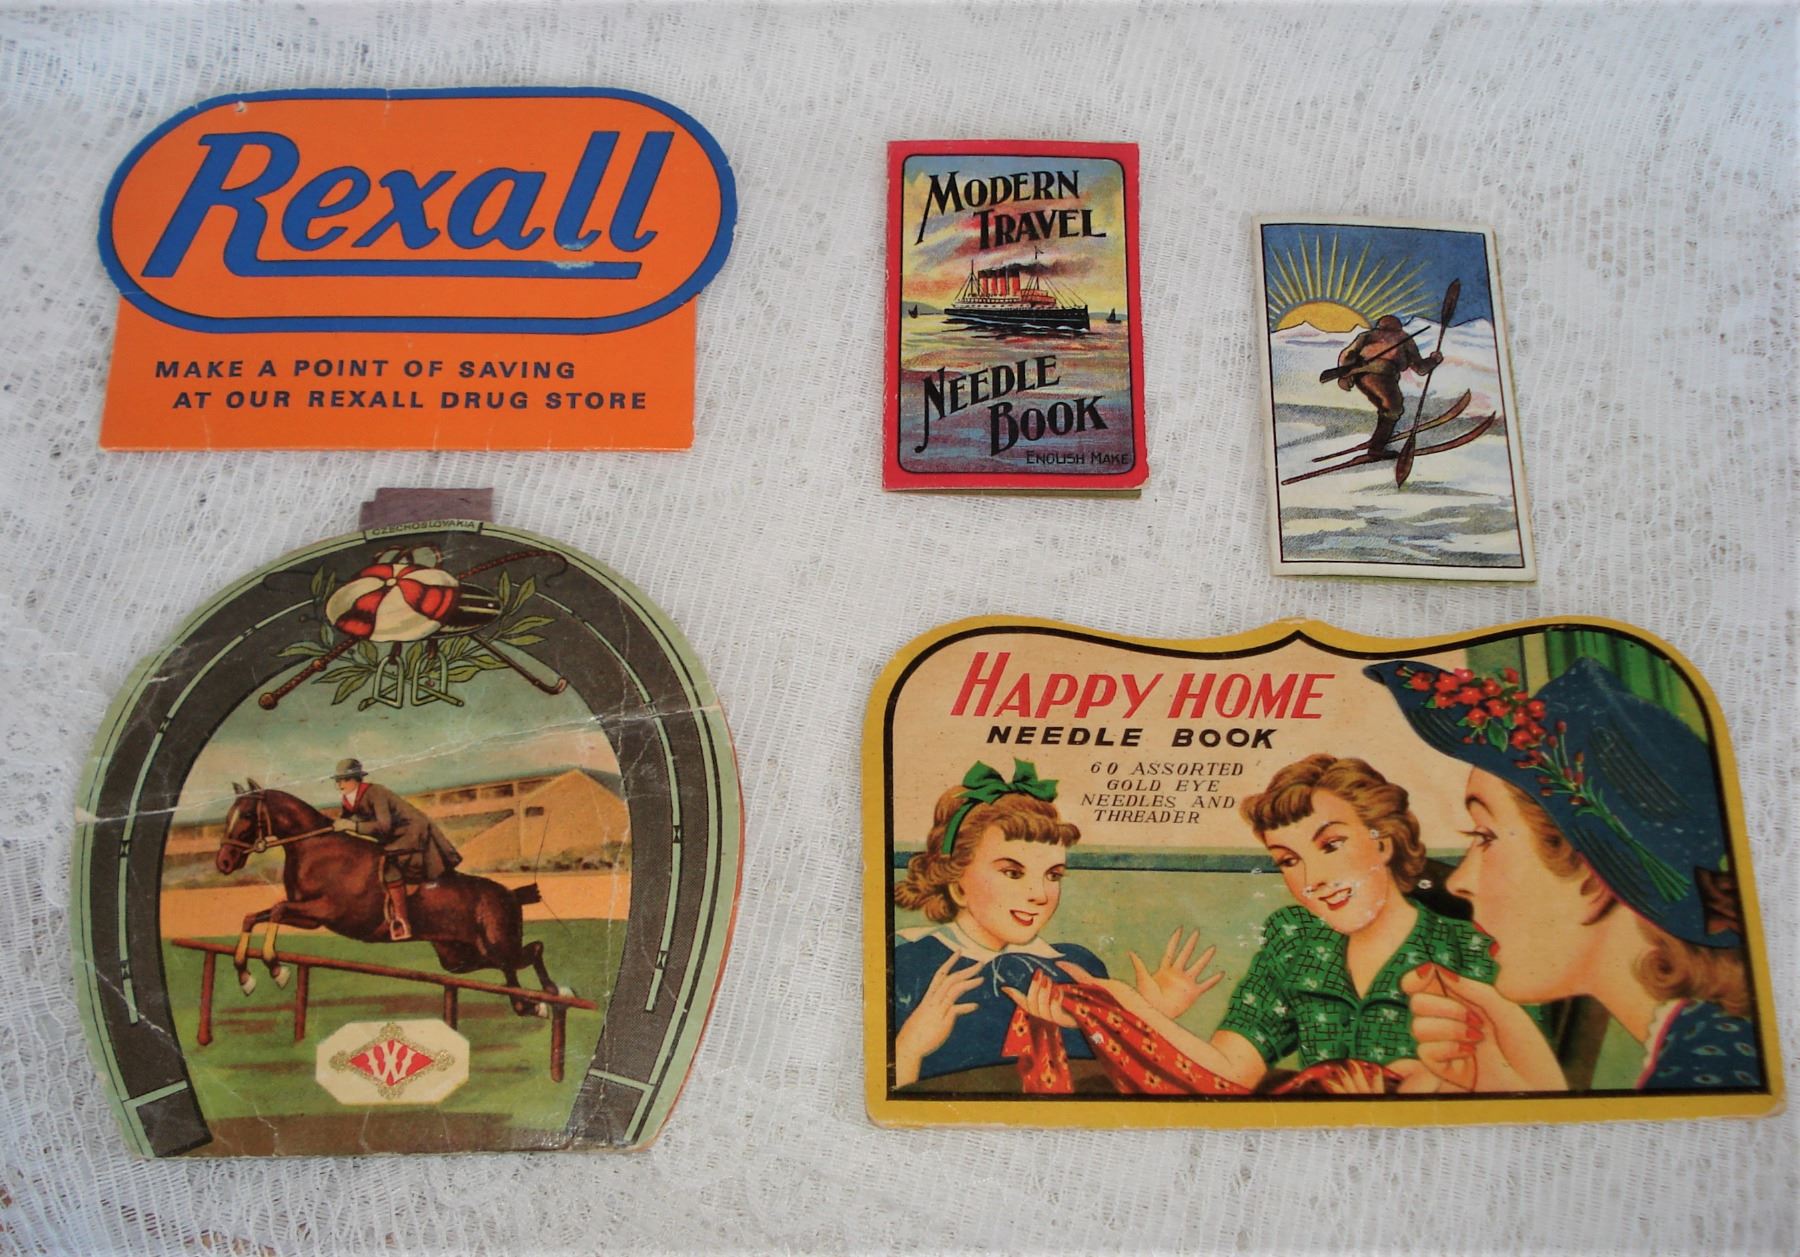 Rexall
MAKE A POINT OF SAVING
AT OUR REXALL DRUG STORE
MODERN
TRAVEL
NEEDLE
BOOK
ENGLISH MAKE
CZECHOSLOVAKIA
WW
HAPPY HOME
NEEDLE BOOK
60 ASSORTED
GOLD EYE
NEEDLES AND
THREADER